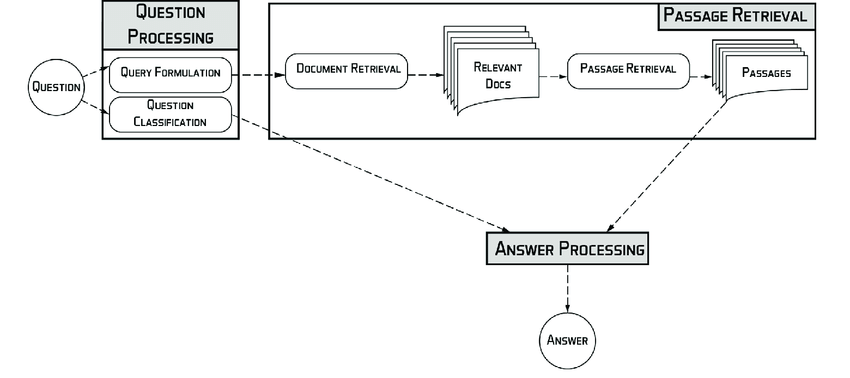 QUESTION
PROCESSING
PASSAGE RETRIEVAL
QUESTION
QUERY FORMULATION
QUESTION
CLASSIFICATION
DOCUMENT RETRIEVAL
RELEVANT
DOCS
PASSAGE RETRIEVAL
PASSAGES
ANSWER PROCESSING
ANSWER